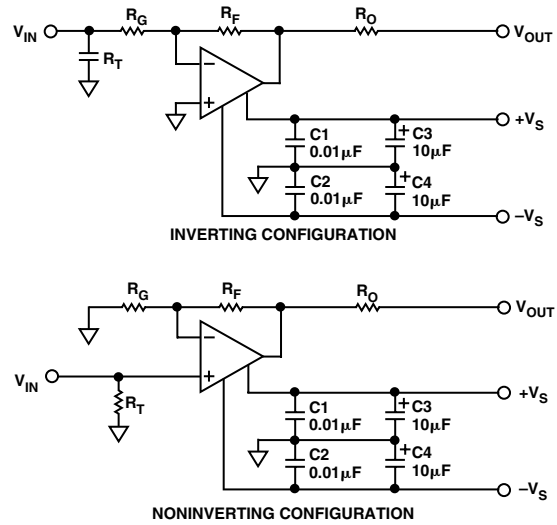 R_G R_F R_O
V_IN V_OUT
R_T
− +
+V_S
C1 0.01µF + C3 10µF
C2 0.01µF + C4 10µF
−V_S
INVERTING CONFIGURATION
R_G R_F R_O
V_OUT
− +
V_IN
R_T
+V_S
C1 0.01µF + C3 10µF
C2 0.01µF + C4 10µF
−V_S
NONINVERTING CONFIGURATION